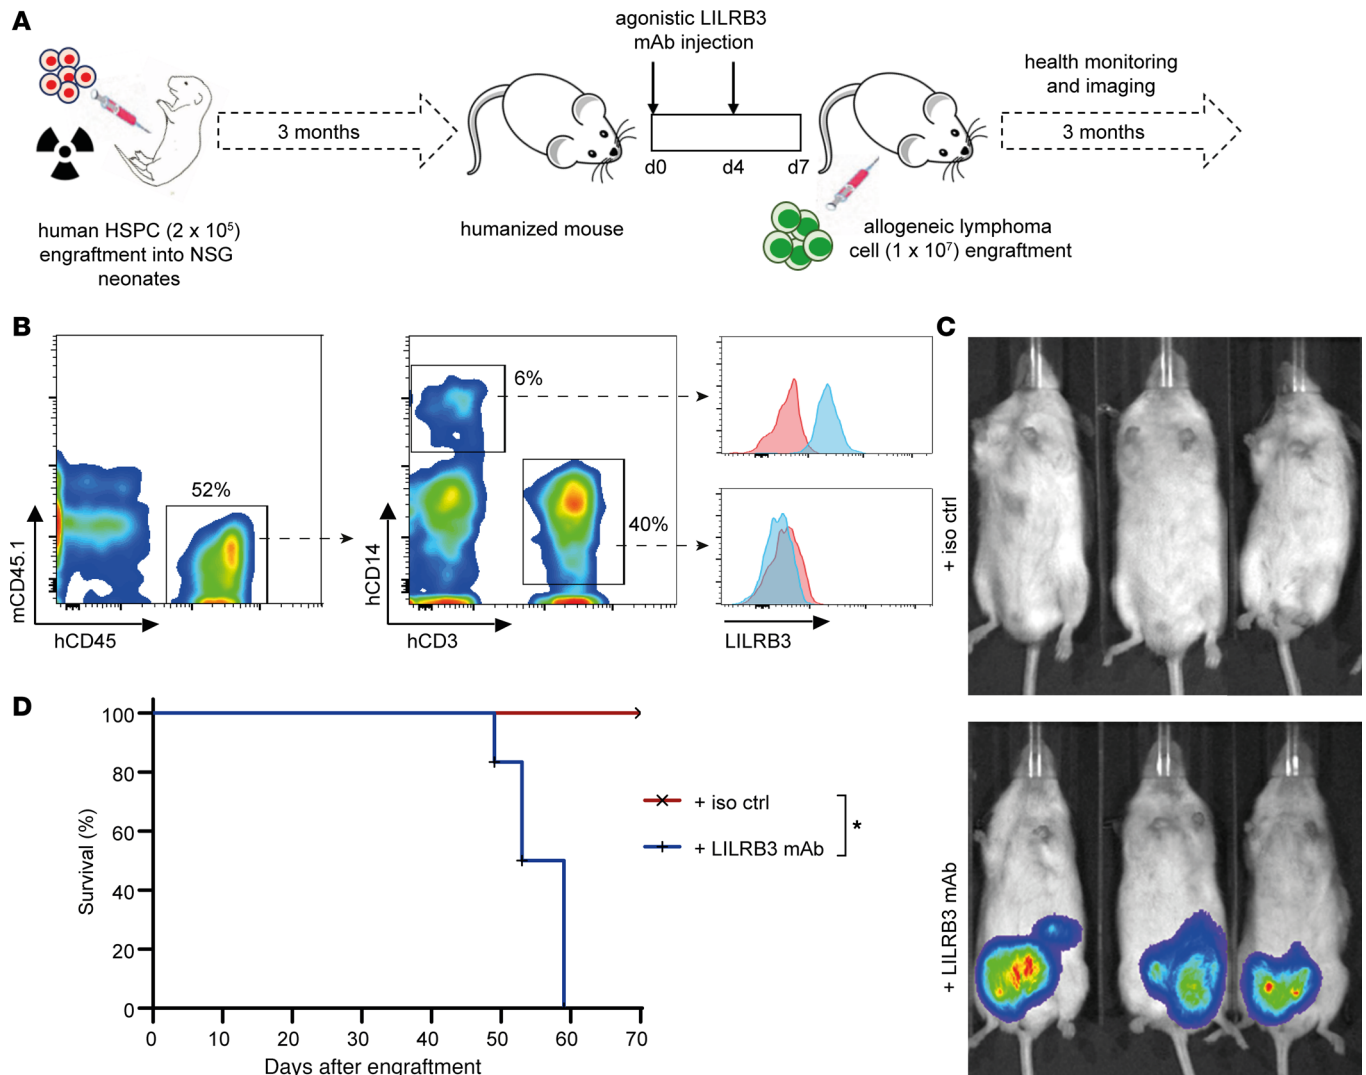 A
agonistic LILRB3
mAb injection
health monitoring
and imaging
3 months
3 months
d0
d4
d7
human HSPC (2 x 10⁵)
engraftment into NSG
neonates
humanized mouse
allogeneic lymphoma
cell (1 x 10⁷) engraftment
B
52%
mCD45.1
hCD45
6%
40%
hCD14
hCD3
LILRB3
C
+ iso ctrl
+ LILRB3 mAb
D
100
80
60
40
20
0
Survival (%)
0
10
20
30
40
50
60
70
Days after engraftment
+ iso ctrl
+ LILRB3 mAb
*